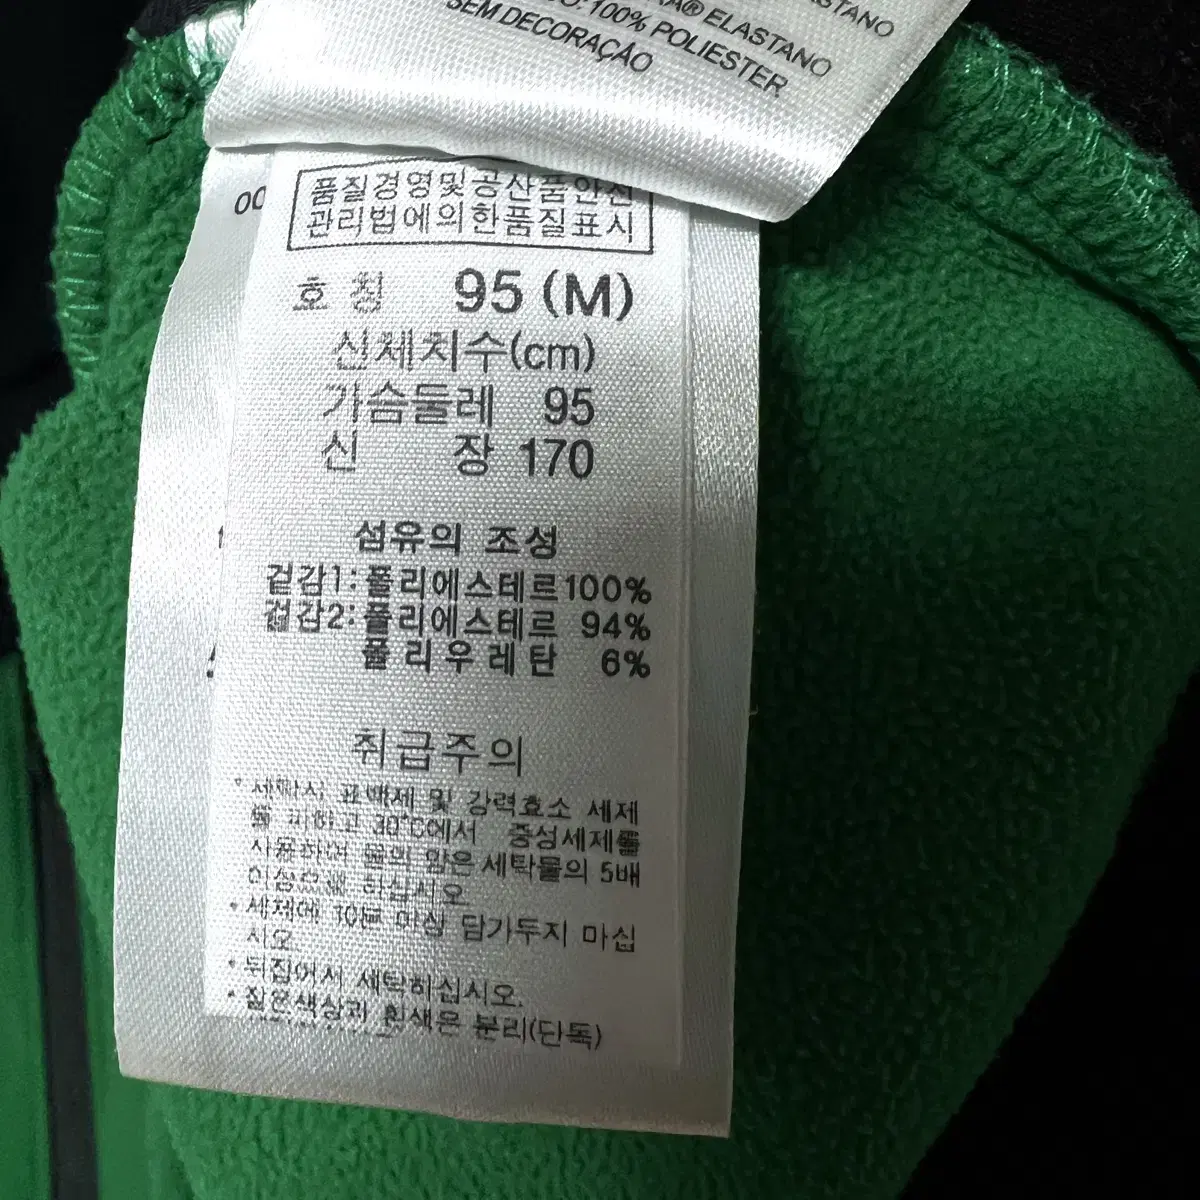 ELASTANO
ELASTANO
100% POLIESTER
SEM DECORAÇÃO
00
품질경영및공산품안전
관리법에의한품질표시
호 칭 95 (M)
신체치수(cm)
가슴둘레 95
신 장 170
섬유의 조성
겉감1:폴리에스테르100%
겉감2:폴리에스테르 94%
폴리우레탄 6%
취급주의
* 세탁시 표백제 및 강력효소 세제
를 피하고 30°C에서 중성세제를
사용하여 물의 양은 세탁물의 5배
이상으로 하십시오.
* 세제에 10분 이상 담가두지 마십
시오.
* 뒤집어서 세탁하십시오.
* 짙은색상과 흰색은 분리(단독)